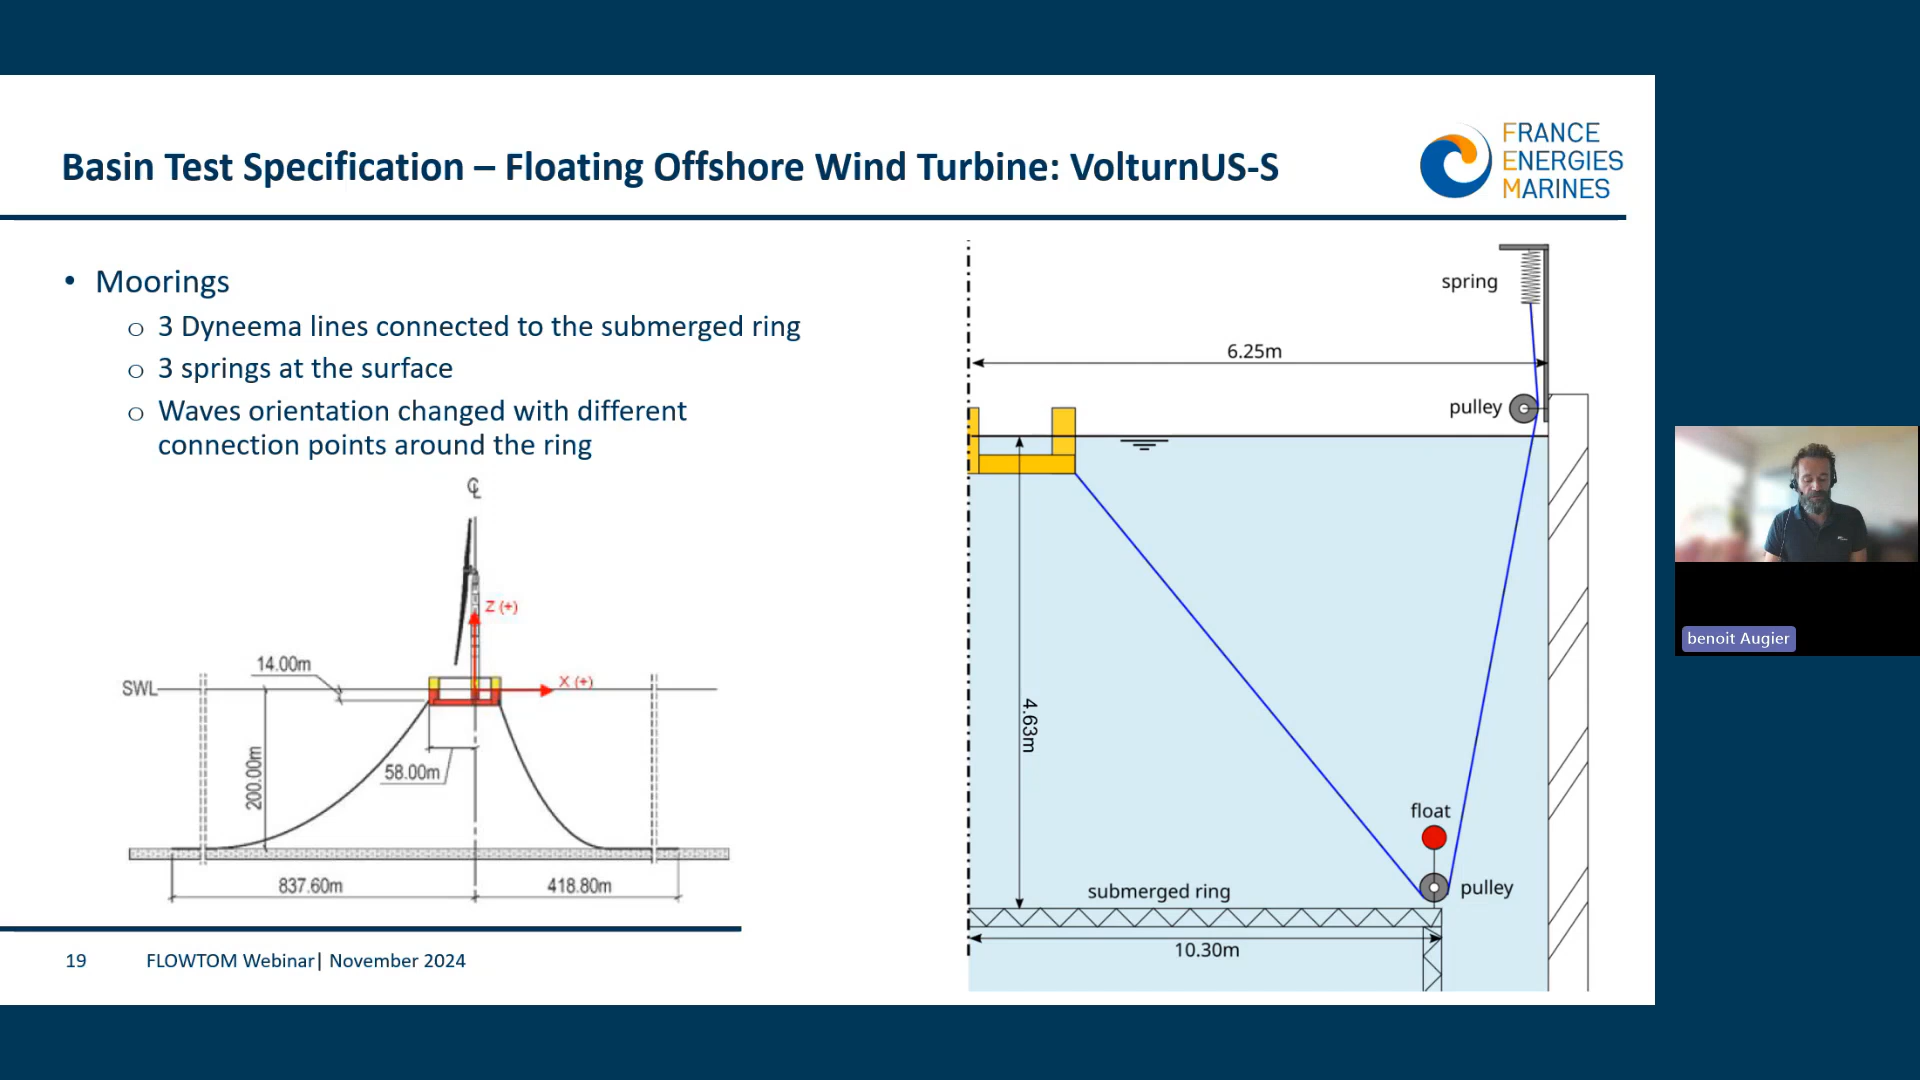 Basin Test Specification – Floating Offshore Wind Turbine: VolturnUS-S
FRANCE
ENERGIES
MARINES
• Moorings
o 3 Dyneema lines connected to the submerged ring
o 3 springs at the surface
o Waves orientation changed with different
connection points around the ring
℄
Z (+)
14.00m
SWL
X (+)
200.00m
58.00m
837.60m
418.80m
spring
6.25m
pulley
4.63m
float
submerged ring
pulley
10.30m
19
FLOWTOM Webinar| November 2024
benoit Augier